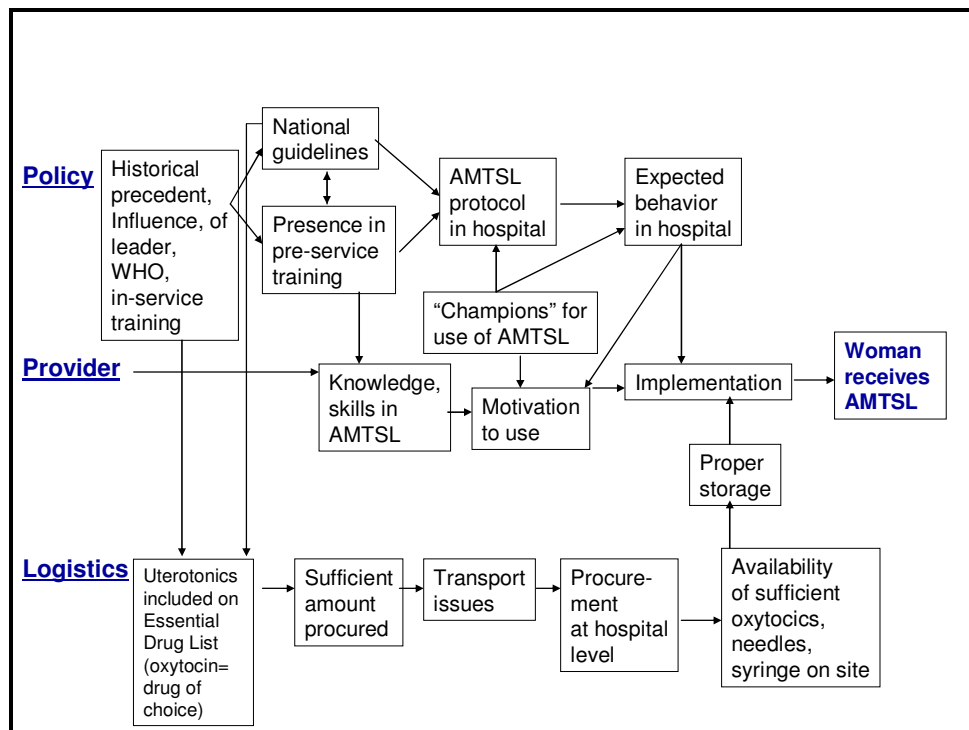 Policy
Historical
precedent,
Influence, of
leader,
WHO,
in-service
training
National
guidelines
Presence in
pre-service
training
AMTSL
protocol
in hospital
Expected
behavior
in hospital
“Champions” for
use of AMTSL
Provider
Knowledge,
skills in
AMTSL
Motivation
to use
Implementation
Woman
receives
AMTSL
Proper
storage
Logistics
Uterotonics
included on
Essential
Drug List
(oxytocin=
drug of
choice)
Sufficient
amount
procured
Transport
issues
Procure-
ment
at hospital
level
Availability
of sufficient
oxytocics,
needles,
syringe on site